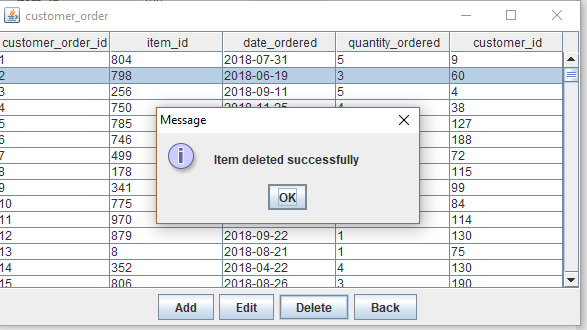 customer_order
customer_order_id item_id date_ordered quantity_ordered customer_id
1 804 2018-07-31 5 9
2 798 2018-06-19 3 60
3 256 2018-09-11 5 4
4 750 38
5 785 127
6 746 188
7 499 72
8 178 115
9 341 99
10 775 84
11 970 114
12 879 2018-09-22 1 130
13 8 2018-08-21 1 75
14 352 2018-04-22 4 130
15 806 2018-08-26 3 190
Message
Item deleted successfully
OK
Add Edit Delete Back